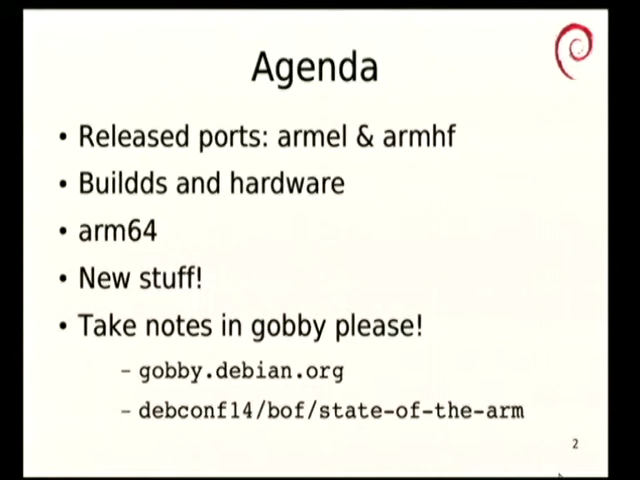 Agenda
• Released ports: armel & armhf
• Buildds and hardware
• arm64
• New stuff!
• Take notes in gobby please!
– gobby.debian.org
– debconf14/bof/state-of-the-arm
2